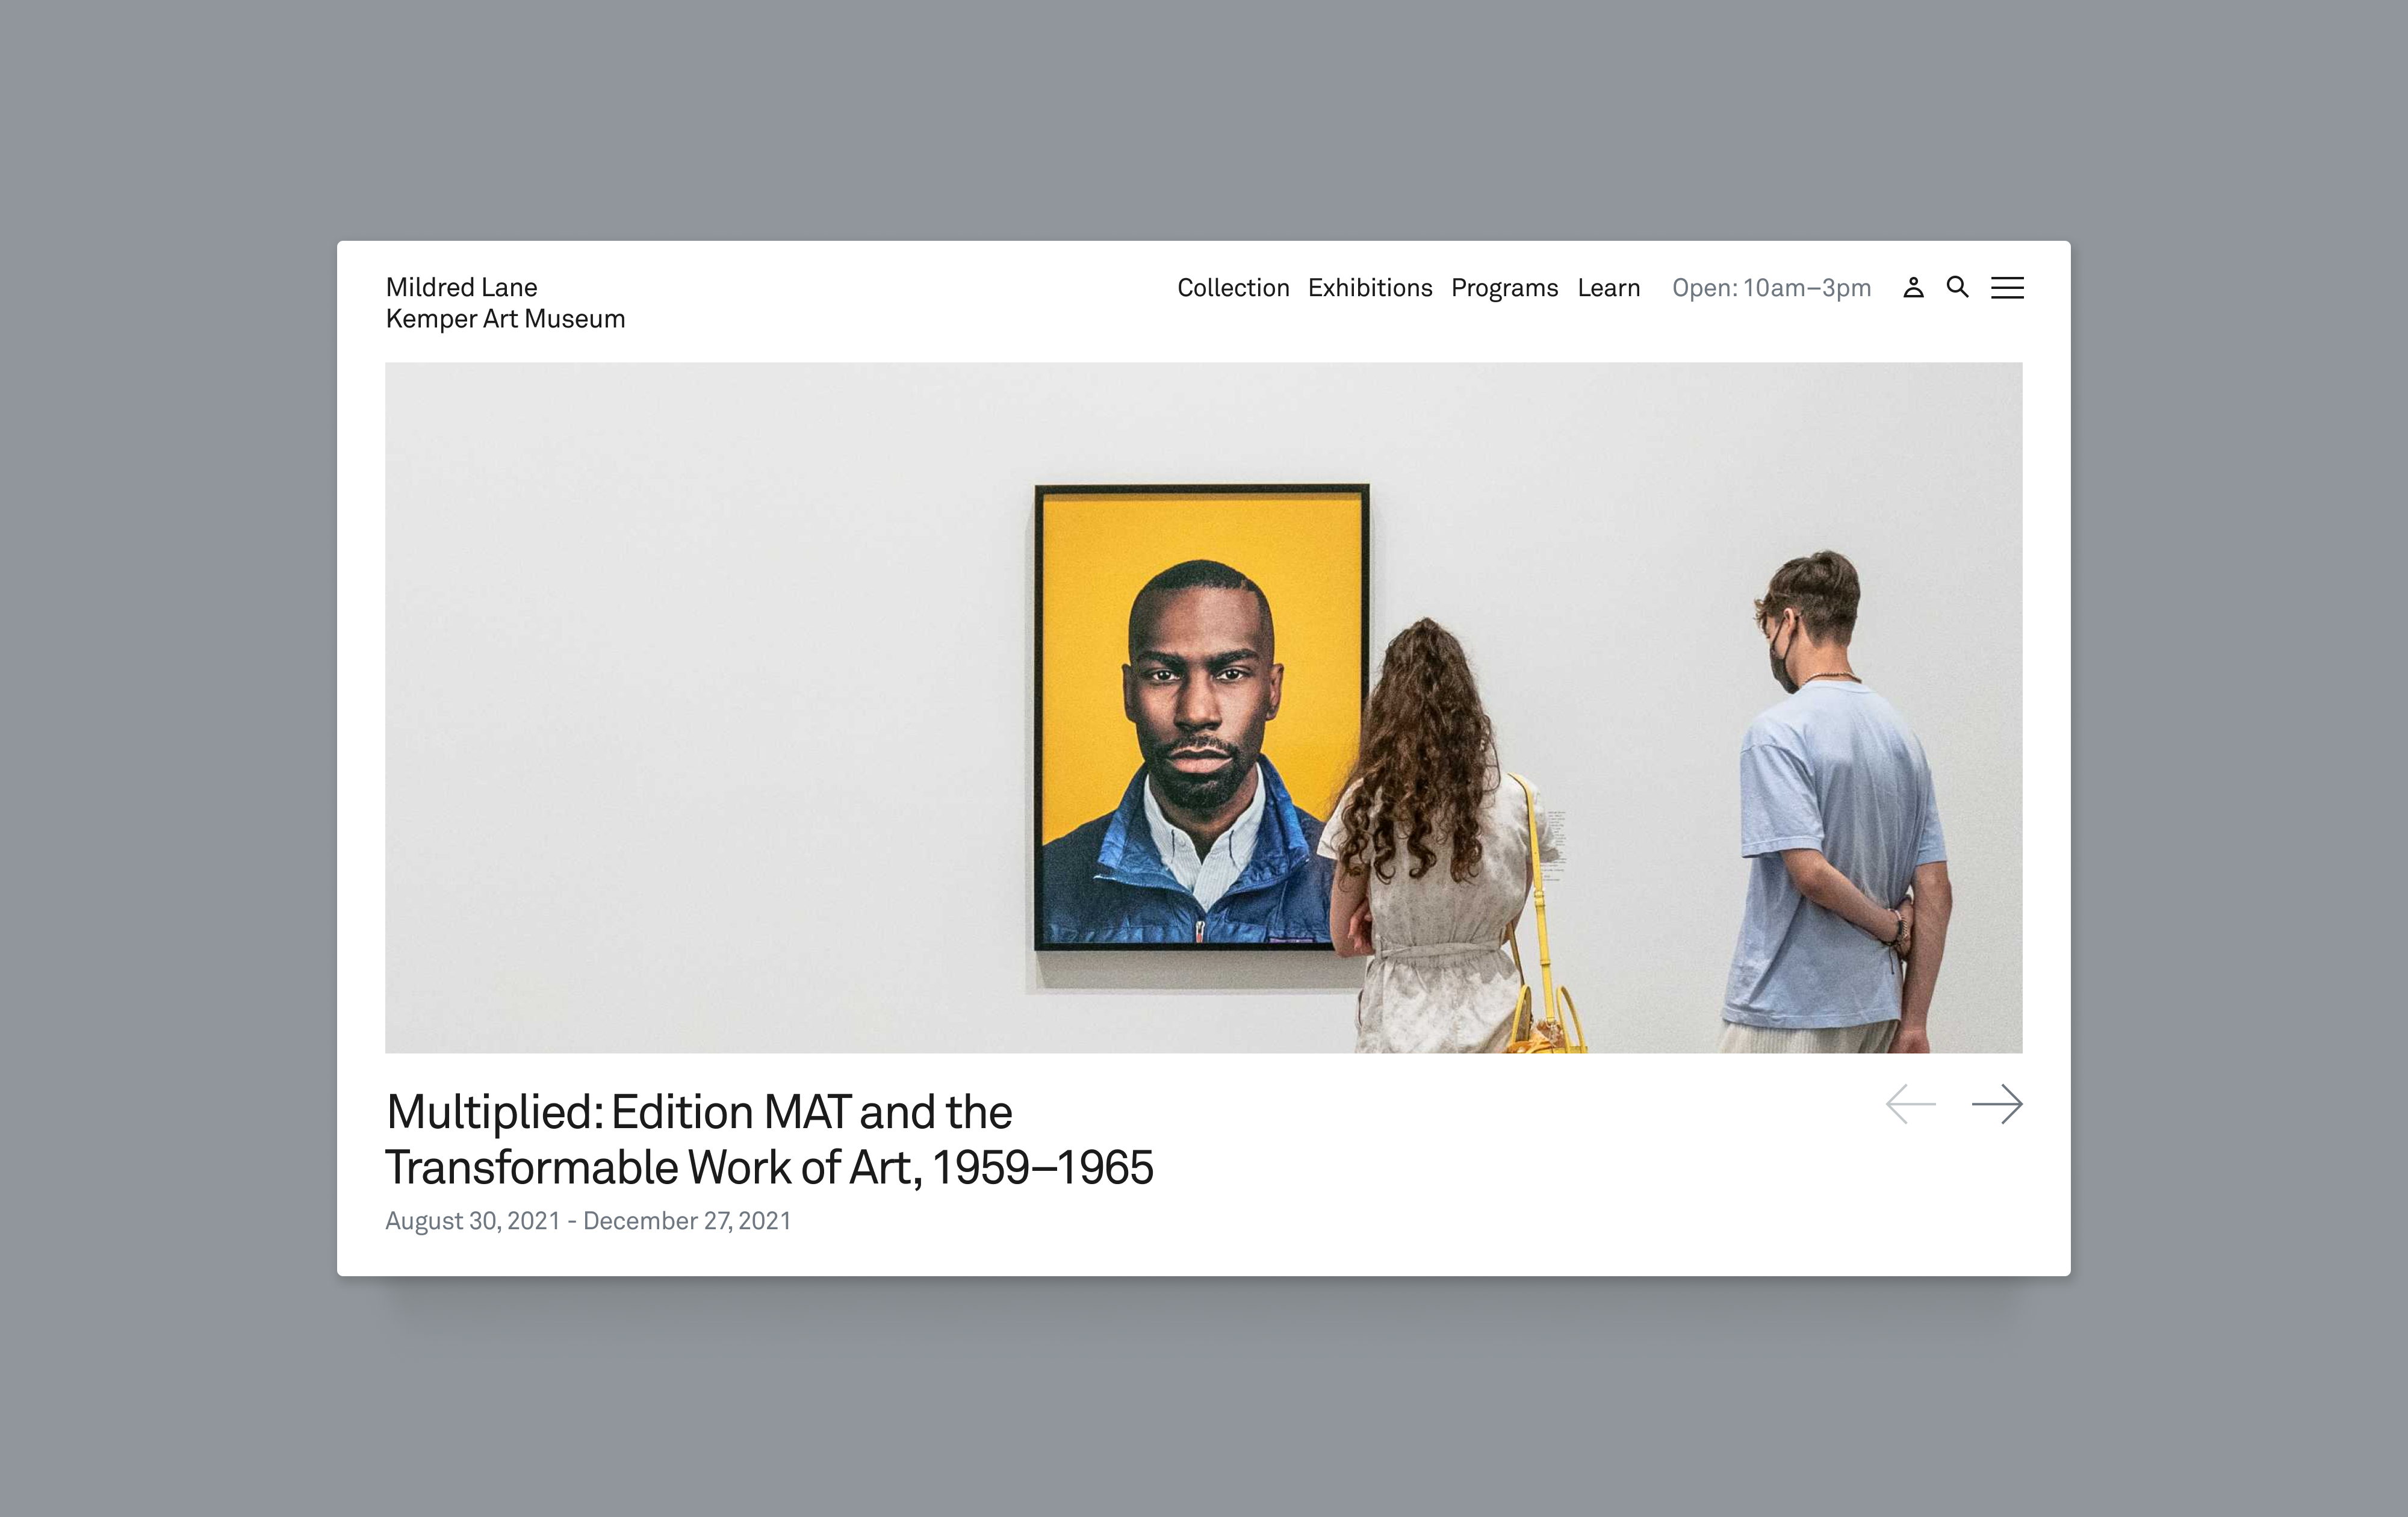 Mildred Lane
Kemper Art Museum
Collection Exhibitions Programs Learn Open: 10am–3pm
Multiplied: Edition MAT and the
Transformable Work of Art, 1959–1965
August 30, 2021 - December 27, 2021